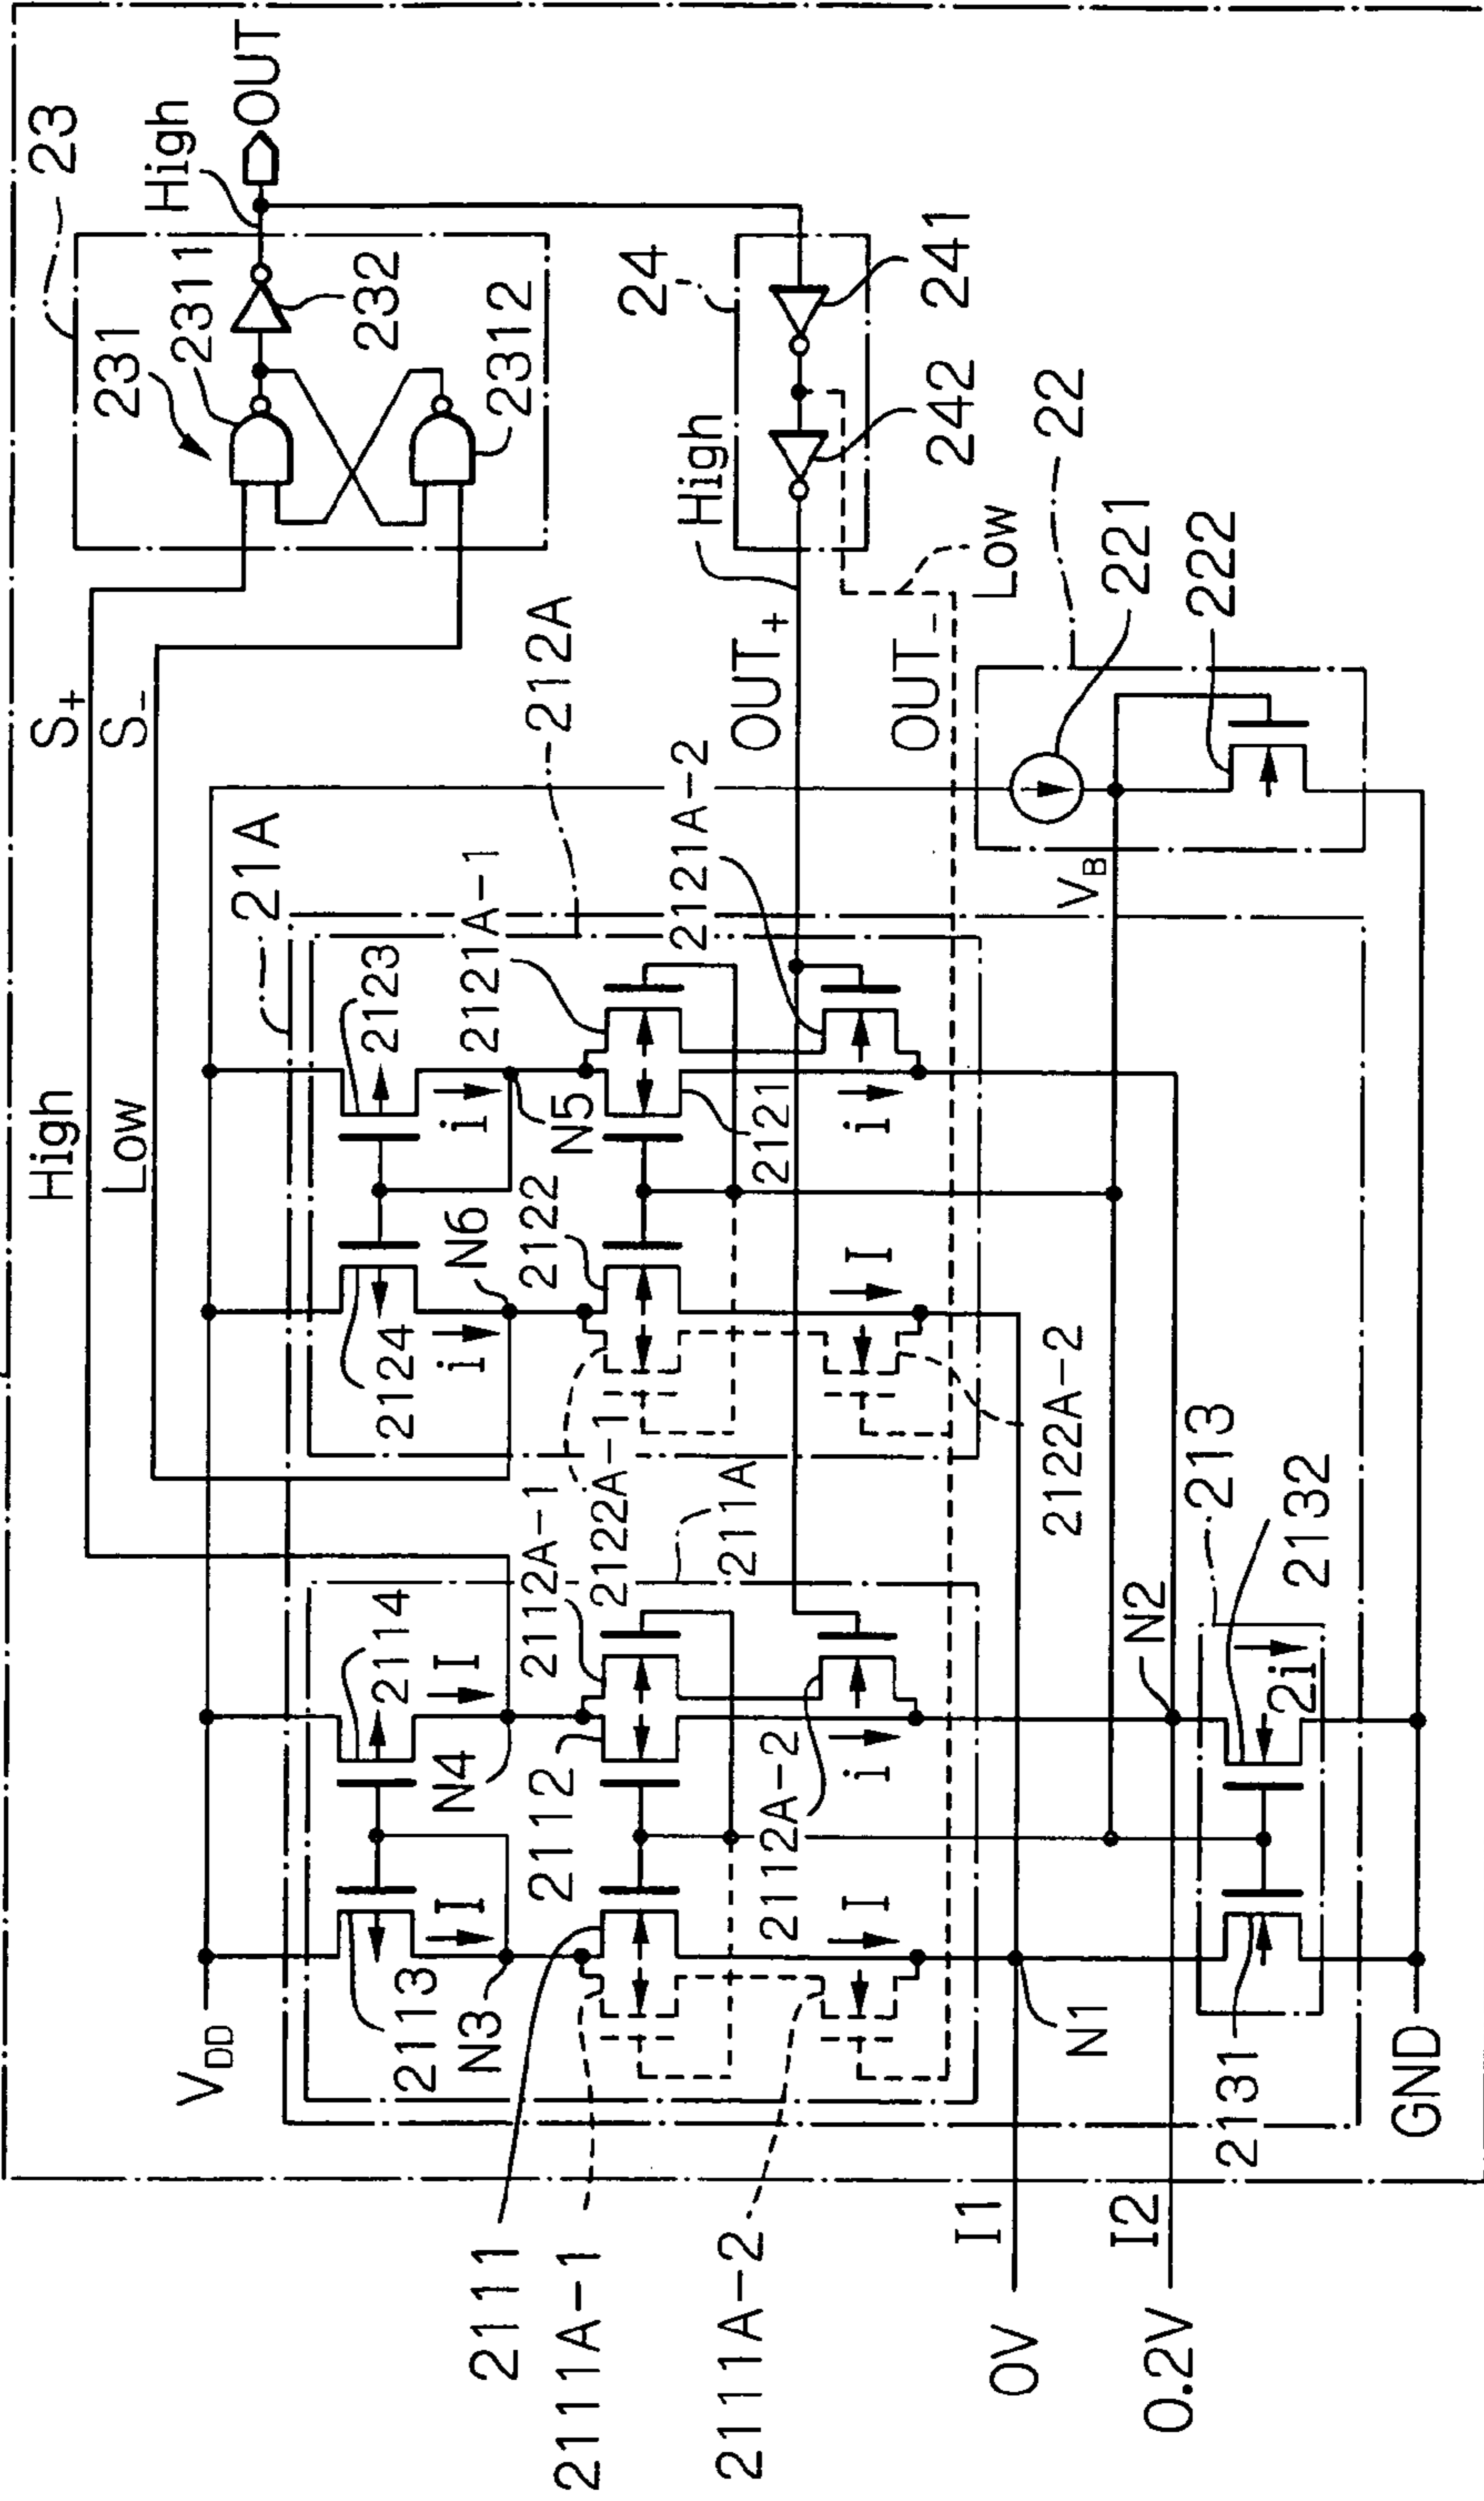 23
High
OUT
231
2311
232
2312
S+
S-
High
Low
24
241
242
High
Low
OUT+
OUT-
22
221
222
VB
21A
212A
2123
2121A-1
2121A-2
i
N5
2121
i
2124
N6
2122
i
I
2122A-1
2122A-2
211A
2114
I
2112A-1
N4
2112
2112A-2
i
2113
I
N3
I
VDD
2111
2111A-1
2111A-2
N2
213
2132
2i
N1
2131
GND
I1
0V
I2
0.2V